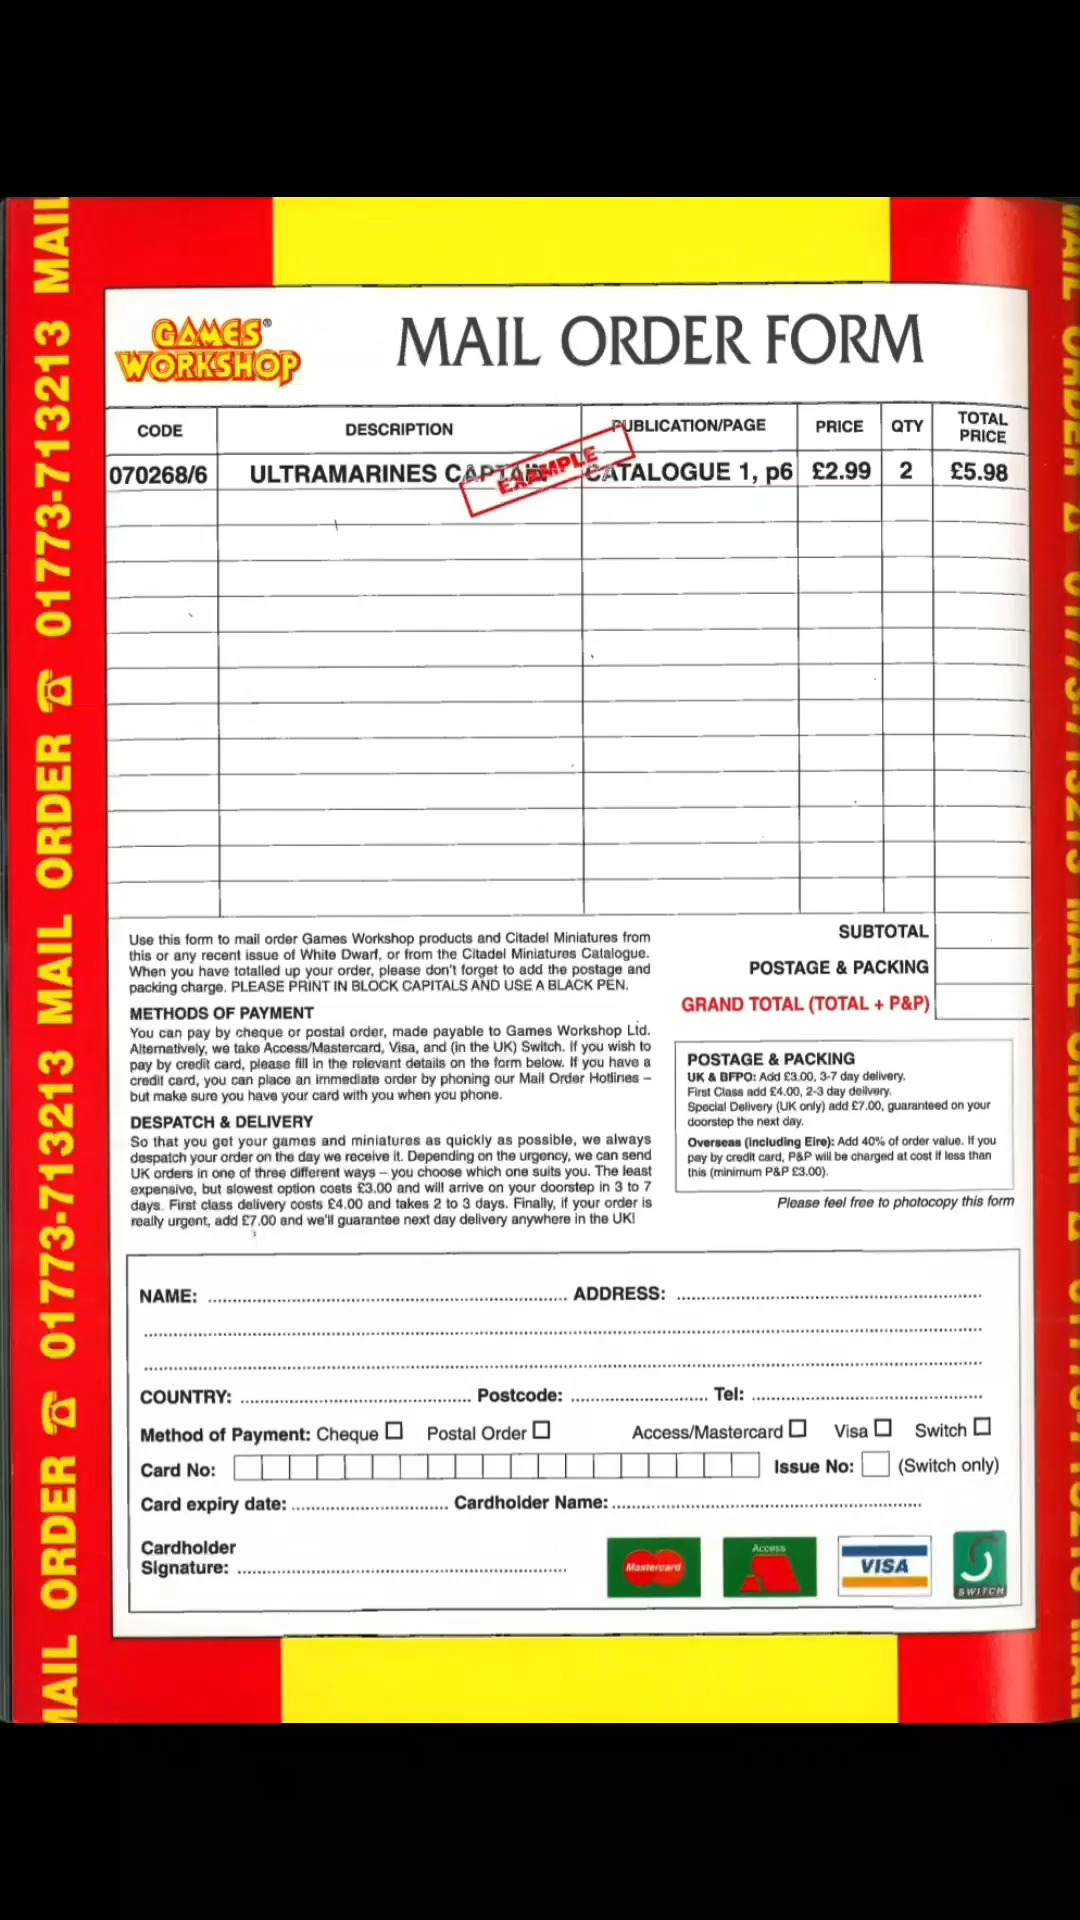 GAMES
WORKSHOP®
MAIL ORDER FORM
CODE DESCRIPTION PUBLICATION/PAGE PRICE QTY TOTAL PRICE
070268/6 ULTRAMARINES CAPTAIN CATALOGUE 1, p6 £2.99 2 £5.98
EXAMPLE
SUBTOTAL
POSTAGE & PACKING
GRAND TOTAL (TOTAL + P&P)
Use this form to mail order Games Workshop products and Citadel Miniatures from
this or any recent issue of White Dwarf, or from the Citadel Miniatures Catalogue.
When you have totalled up your order, please don't forget to add the postage and
packing charge. PLEASE PRINT IN BLOCK CAPITALS AND USE A BLACK PEN.
METHODS OF PAYMENT
You can pay by cheque or postal order, made payable to Games Workshop Ltd.
Alternatively, we take Access/Mastercard, Visa, and (in the UK) Switch. If you wish to
pay by credit card, please fill in the relevant details on the form below. If you have a
credit card, you can place an immediate order by phoning our Mail Order Hotlines –
but make sure you have your card with you when you phone.
DESPATCH & DELIVERY
So that you get your games and miniatures as quickly as possible, we always
despatch your order on the day we receive it. Depending on the urgency, we can send
UK orders in one of three different ways – you choose which one suits you. The least
expensive, but slowest option costs £3.00 and will arrive on your doorstep in 3 to 7
days. First class delivery costs £4.00 and takes 2 to 3 days. Finally, if your order is
really urgent, add £7.00 and we'll guarantee next day delivery anywhere in the UK!
POSTAGE & PACKING
UK & BFPO: Add £3.00, 3-7 day delivery.
First Class add £4.00, 2-3 day delivery.
Special Delivery (UK only) add £7.00, guaranteed on your
doorstep the next day.
Overseas (including Eire): Add 40% of order value. If you
pay by credit card, P&P will be charged at cost if less than
this (minimum P&P £3.00).
Please feel free to photocopy this form
NAME: ADDRESS:
COUNTRY: Postcode: Tel:
Method of Payment: Cheque Postal Order Access/Mastercard Visa Switch
Card No: Issue No: (Switch only)
Card expiry date: Cardholder Name:
Cardholder
Signature:
Mastercard
Access
VISA
SWITCH
MAIL ORDER ☎ 01773-713213 MAIL ORDER ☎ 01773-713213 MAIL
MAIL ORDER & 01773-713213 MAIL ORDER & 01773-713213 MAIL